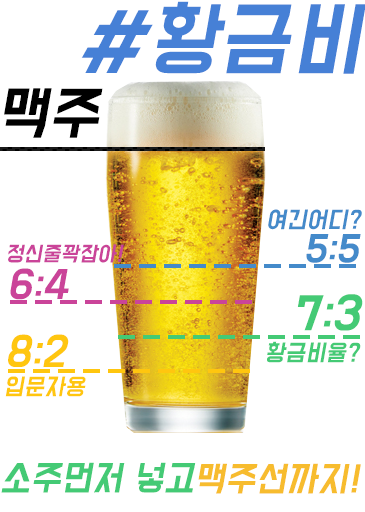 #황금비
맥주
여긴어디?
5:5
정신줄꽉잡아!
6:4
7:3
황금비율?
8:2
입문자용
소주먼저 넣고맥주선까지!